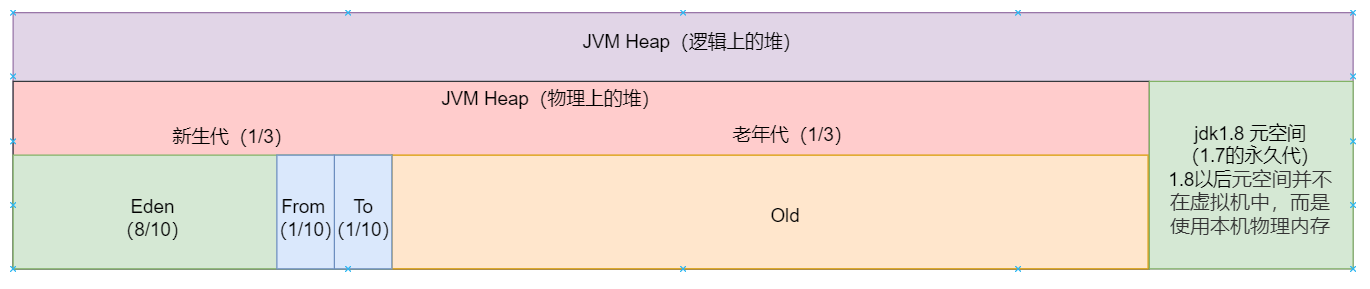 JVM Heap（逻辑上的堆）
JVM Heap（物理上的堆）
新生代（1/3）
老年代（1/3）
Eden
（8/10）
From
（1/10）
To
（1/10）
Old
jdk1.8 元空间
(1.7的永久代)
1.8以后元空间并不
在虚拟机中，而是
使用本机物理内存